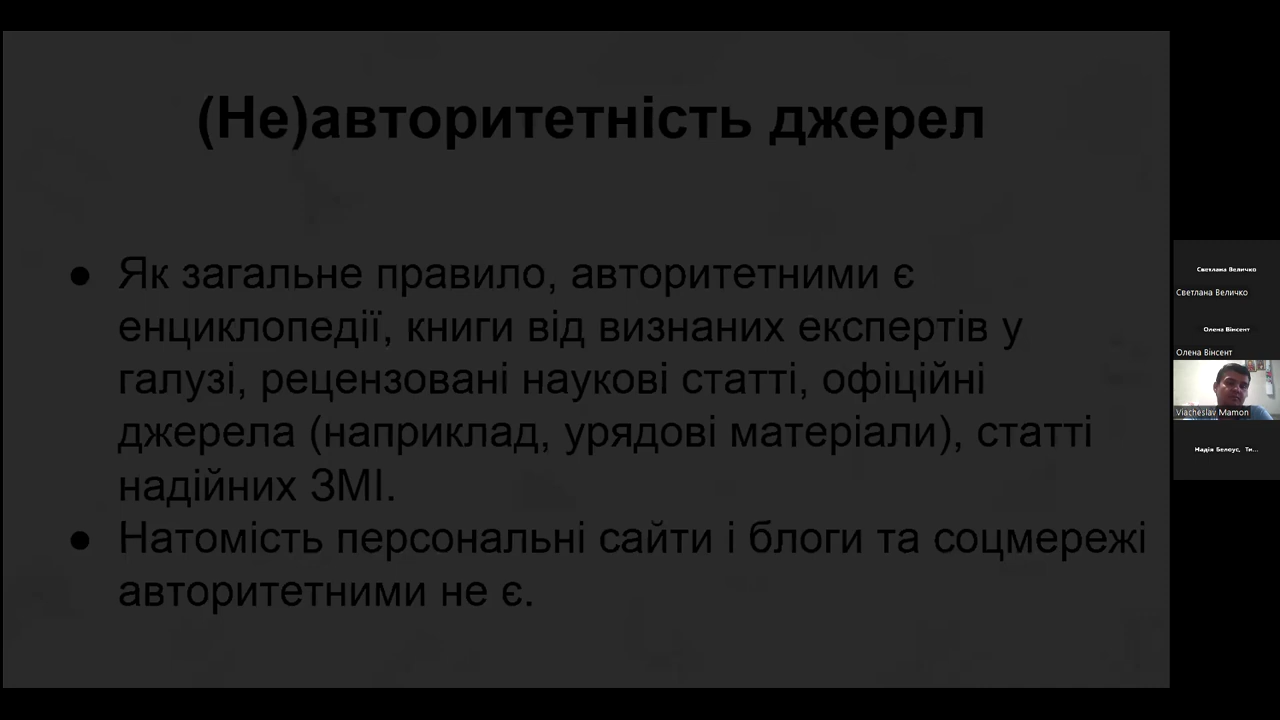 (Не)авторитетність джерел
● Як загальне правило, авторитетними є
енциклопедії, книги від визнаних експертів у
галузі, рецензовані наукові статті, офіційні
джерела (наприклад, урядові матеріали), статті
надійних ЗМІ.
● Натомість персональні сайти і блоги та соцмережі
авторитетними не є.
Светлана Величко
Светлана Величко
Олена Вінсент
Олена Вінсент
Viacheslav Mamon
Надія Белоус, Ти...